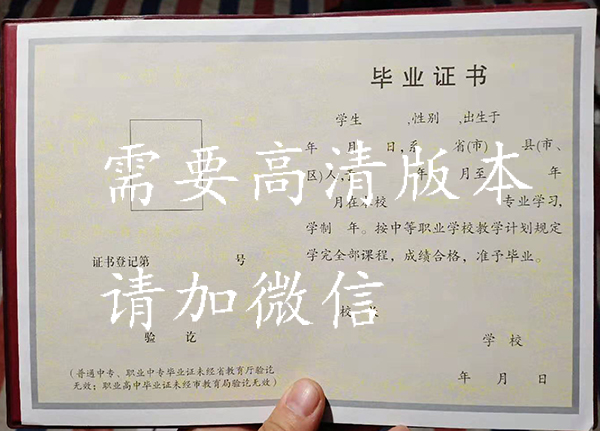 毕业证书
学生 ,性别 ,出生于
年 月 日,系 省(市) 县(市、
区)人,于 年 月至 年
月在本校 专业学习,
学制 年。按中等职业学校教学计划规定
学完全部课程，成绩合格，准予毕业。
证书登记第 号
校 长
验 讫
学 校
(普通中专、职业中专毕业证未经省教育厅验讫
无效；职业高中毕业证未经市教育局验讫无效)
年 月 日
需要高清版本
请加微信